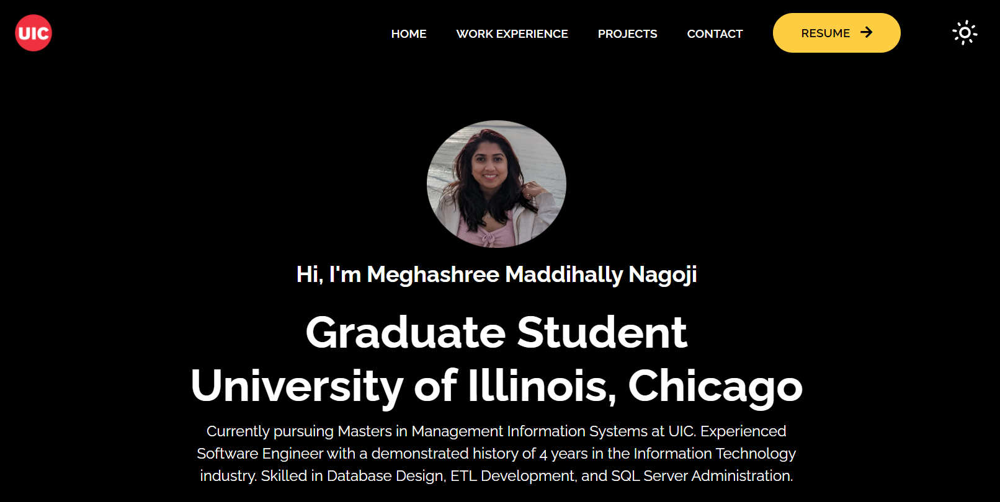 UIC
HOME
WORK EXPERIENCE
PROJECTS
CONTACT
RESUME
Hi, I'm Meghashree Maddihally Nagoji
Graduate Student
University of Illinois, Chicago
Currently pursuing Masters in Management Information Systems at UIC. Experienced
Software Engineer with a demonstrated history of 4 years in the Information Technology
industry. Skilled in Database Design, ETL Development, and SQL Server Administration.